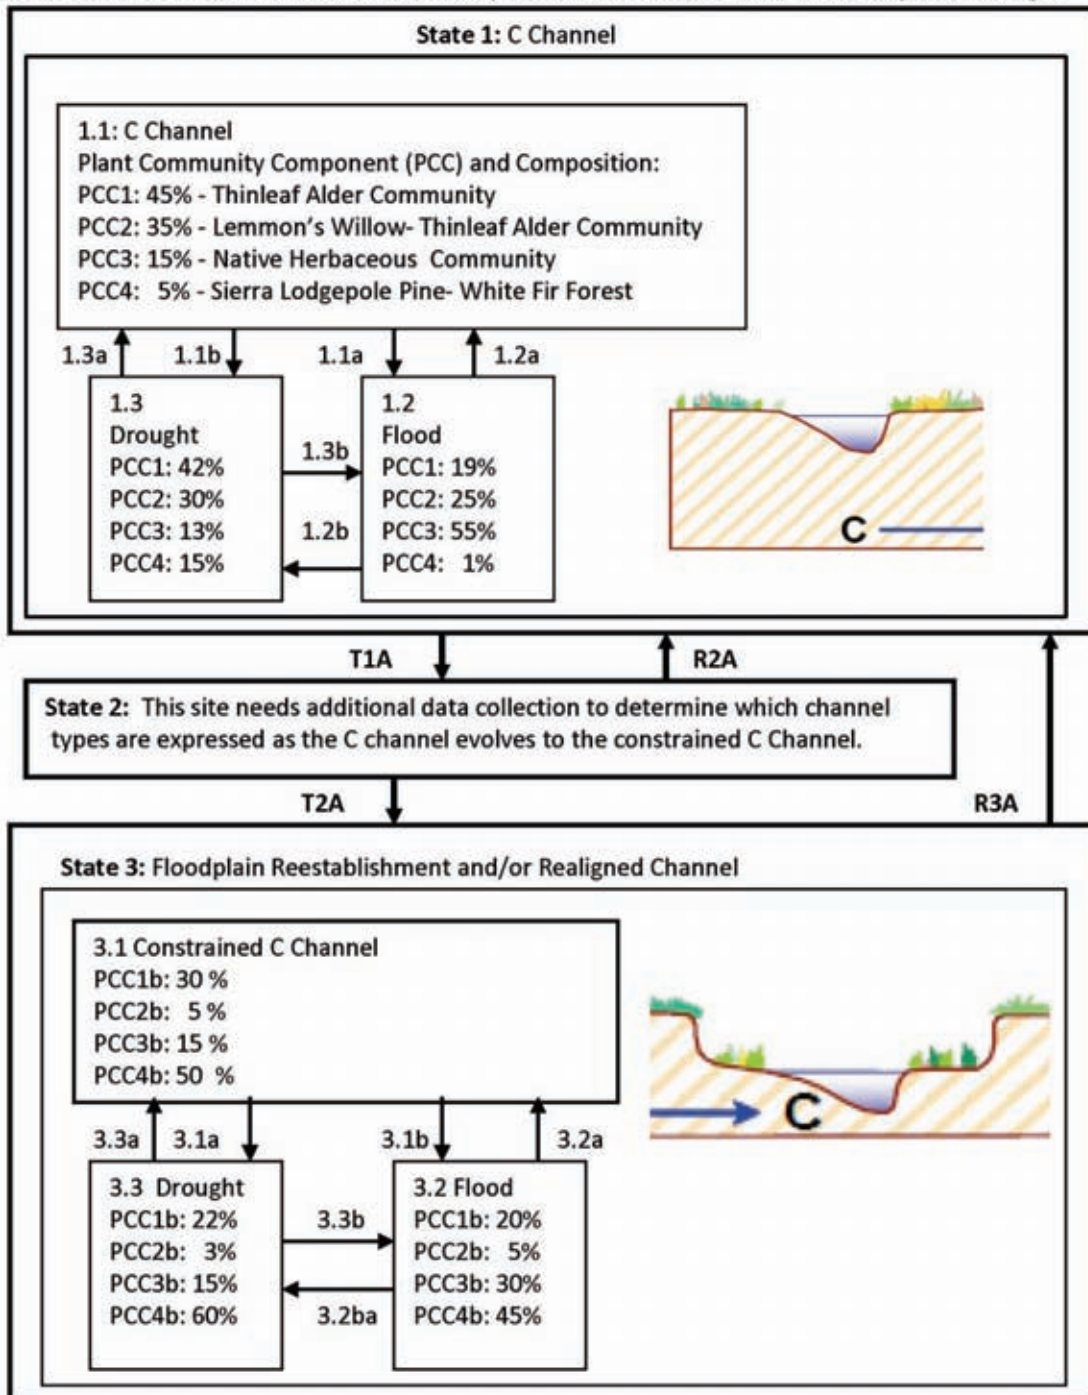 State 1: C Channel
1.1: C Channel
Plant Community Component (PCC) and Composition:
PCC1: 45% - Thinleaf Alder Community
PCC2: 35% - Lemmon's Willow- Thinleaf Alder Community
PCC3: 15% - Native Herbaceous Community
PCC4: 5% - Sierra Lodgepole Pine- White Fir Forest
1.3a
1.1b
1.1a
1.2a
1.3
Drought
PCC1: 42%
PCC2: 30%
PCC3: 13%
PCC4: 15%
1.3b
1.2b
1.2
Flood
PCC1: 19%
PCC2: 25%
PCC3: 55%
PCC4: 1%
C
T1A
R2A
State 2: This site needs additional data collection to determine which channel
types are expressed as the C channel evolves to the constrained C Channel.
T2A
R3A
State 3: Floodplain Reestablishment and/or Realigned Channel
3.1 Constrained C Channel
PCC1b: 30 %
PCC2b: 5 %
PCC3b: 15 %
PCC4b: 50 %
C
3.3a
3.1a
3.1b
3.2a
3.3 Drought
PCC1b: 22%
PCC2b: 3%
PCC3b: 15%
PCC4b: 60%
3.3b
3.2ba
3.2 Flood
PCC1b: 20%
PCC2b: 5%
PCC3b: 30%
PCC4b: 45%